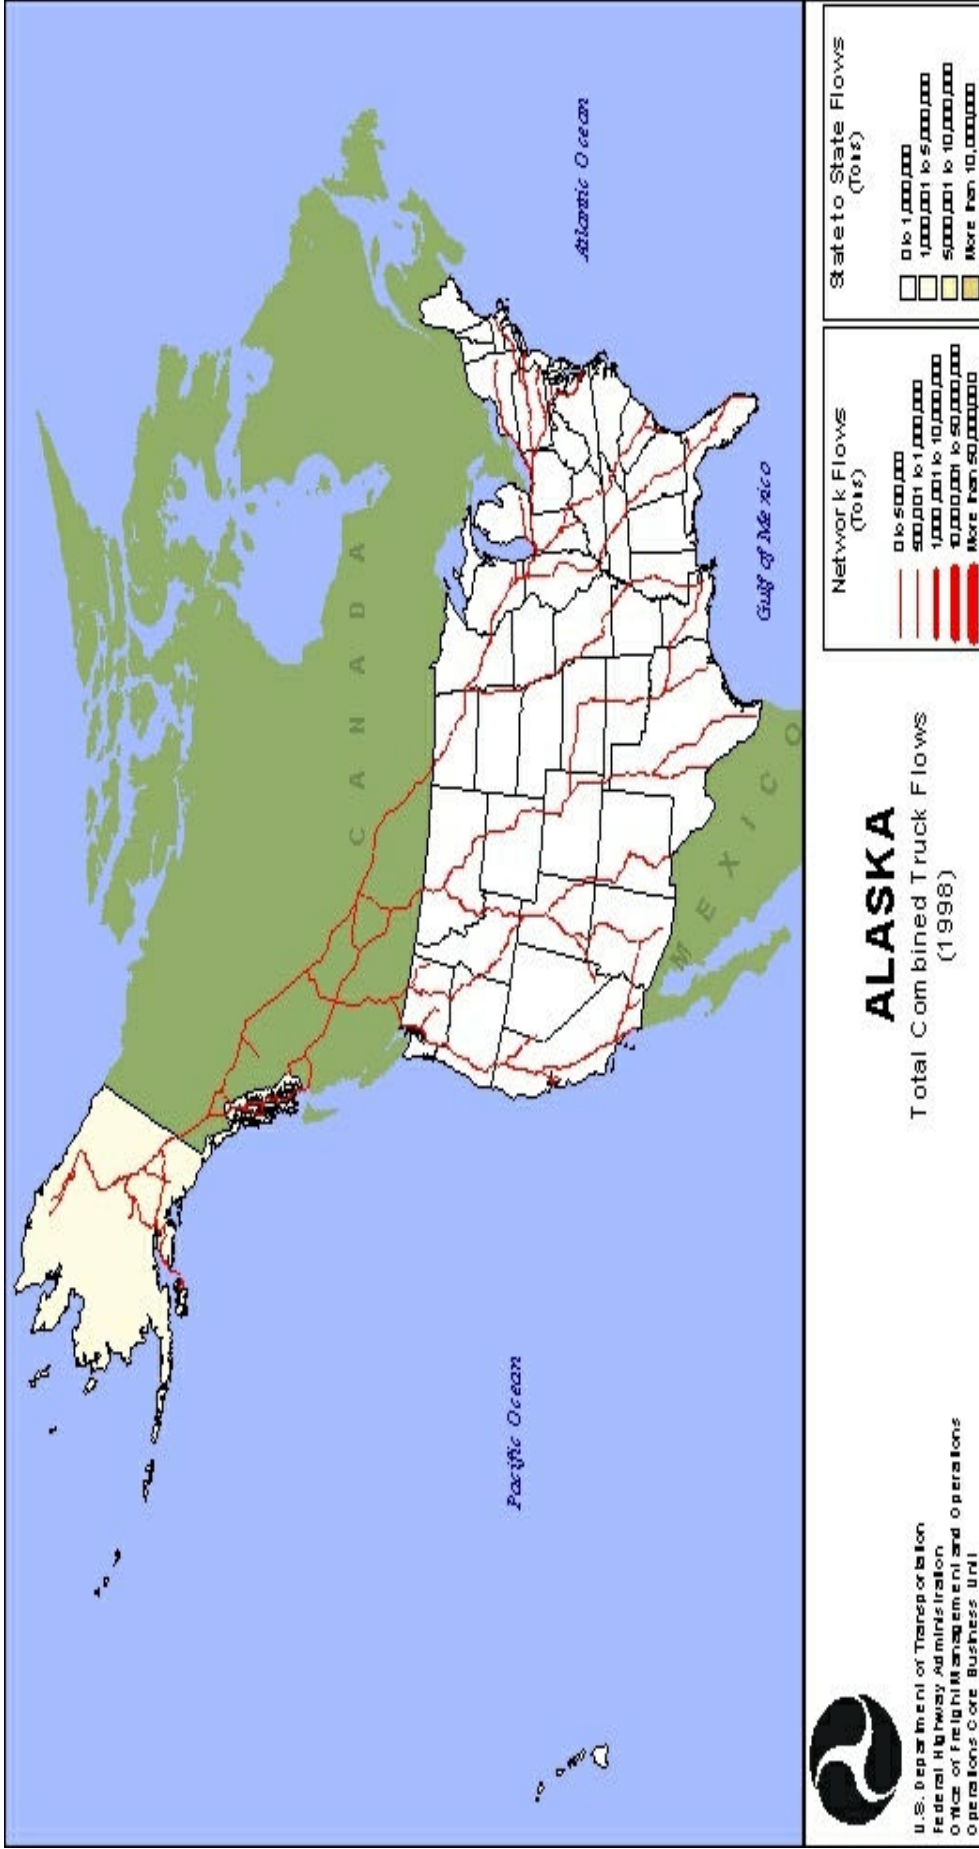 CANADA
MEXICO
Pacific Ocean
Atlantic Ocean
Gulf of Mexico
ALASKA
Total Combined Truck Flows
(1998)
U.S. Department of Transportation
Federal Highway Administration
Office of Freight Management and Operations
Operations Core Business Unit
Network Flows
(Tons)
0 to 500,000
500,001 to 1,000,000
1,000,001 to 10,000,000
10,000,001 to 50,000,000
More than 50,000,000
State to State Flows
(Tons)
0 to 1,000,000
1,000,001 to 5,000,000
5,000,001 to 10,000,000
More than 10,000,000